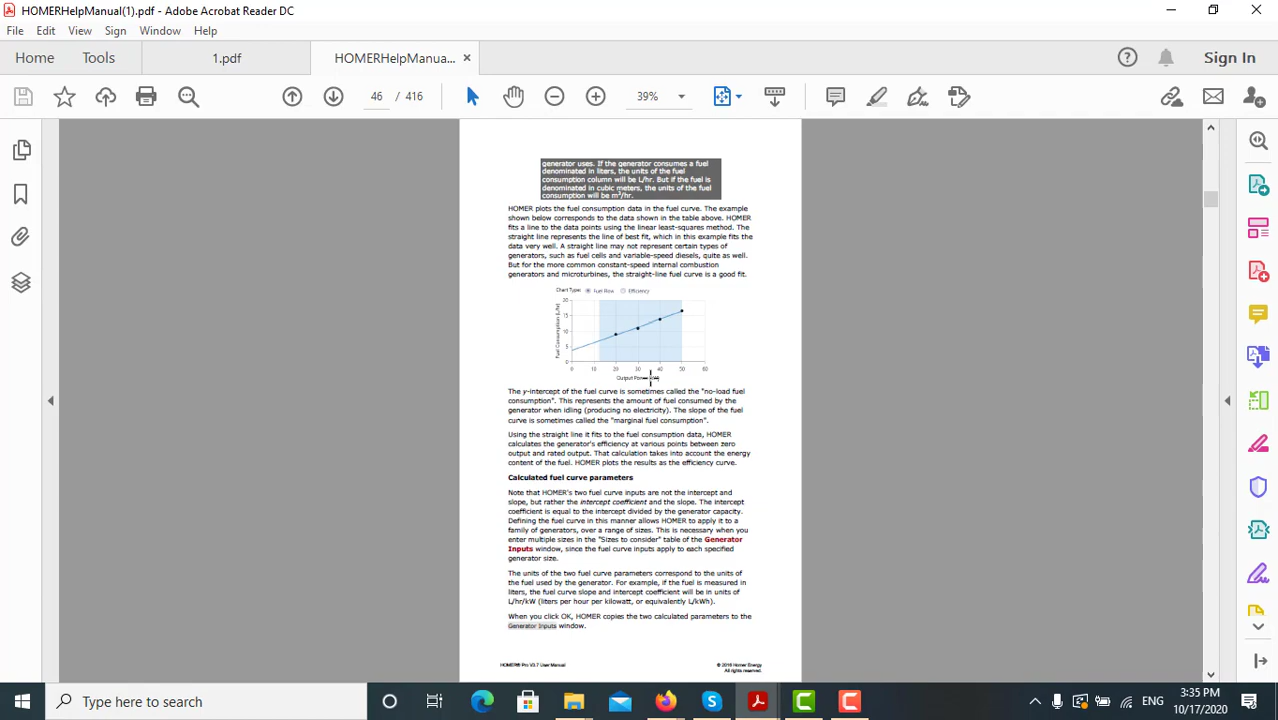 HOMERHelpManual(1).pdf - Adobe Acrobat Reader DC
File Edit View Sign Window Help
Home Tools 1.pdf HOMERHelpManua... Sign In
46 / 416 39%
generator uses. If the generator consumes a fuel
denominated in liters, the units of the fuel
consumption column will be L/hr. But if the fuel is
denominated in cubic meters, the units of the fuel
consumption will be m³/hr.
HOMER plots the fuel consumption data in the fuel curve. The example
shown below corresponds to the data shown in the table above. HOMER
fits a line to the data points using the linear least-squares method. The
straight line represents the line of best fit, which in this example fits the
data very well. A straight line may not represent certain types of
generators, such as fuel cells and variable-speed diesels, quite as well.
But for the more common constant-speed internal combustion
generators and microturbines, the straight-line fuel curve is a good fit.
Chart Type: Fuel Flow Efficiency
Fuel Consumption (L/hr)
20
15
10
5
0
0 10 20 30 40 50 60
Output Power (kW)
The y-intercept of the fuel curve is sometimes called the "no-load fuel
consumption". This represents the amount of fuel consumed by the
generator when idling (producing no electricity). The slope of the fuel
curve is sometimes called the "marginal fuel consumption".
Using the straight line it fits to the fuel consumption data, HOMER
calculates the generator's efficiency at various points between zero
output and rated output. That calculation takes into account the energy
content of the fuel. HOMER plots the results as the efficiency curve.
Calculated fuel curve parameters
Note that HOMER's two fuel curve inputs are not the intercept and
slope, but rather the intercept coefficient and the slope. The intercept
coefficient is equal to the intercept divided by the generator capacity.
Defining the fuel curve in this manner allows HOMER to apply it to a
family of generators, over a range of sizes. This is necessary when you
enter multiple sizes in the "Sizes to consider" table of the Generator
Inputs window, since the fuel curve inputs apply to each specified
generator size.
The units of the two fuel curve parameters correspond to the units of
the fuel used by the generator. For example, if the fuel is measured in
liters, the fuel curve slope and intercept coefficient will be in units of
L/hr/kW (liters per hour per kilowatt, or equivalently L/kWh).
When you click OK, HOMER copies the two calculated parameters to the
Generator Inputs window.
HOMER® Pro V3.7 User Manual © 2016 Homer Energy
All rights reserved.
Type here to search
ENG
3:35 PM
10/17/2020